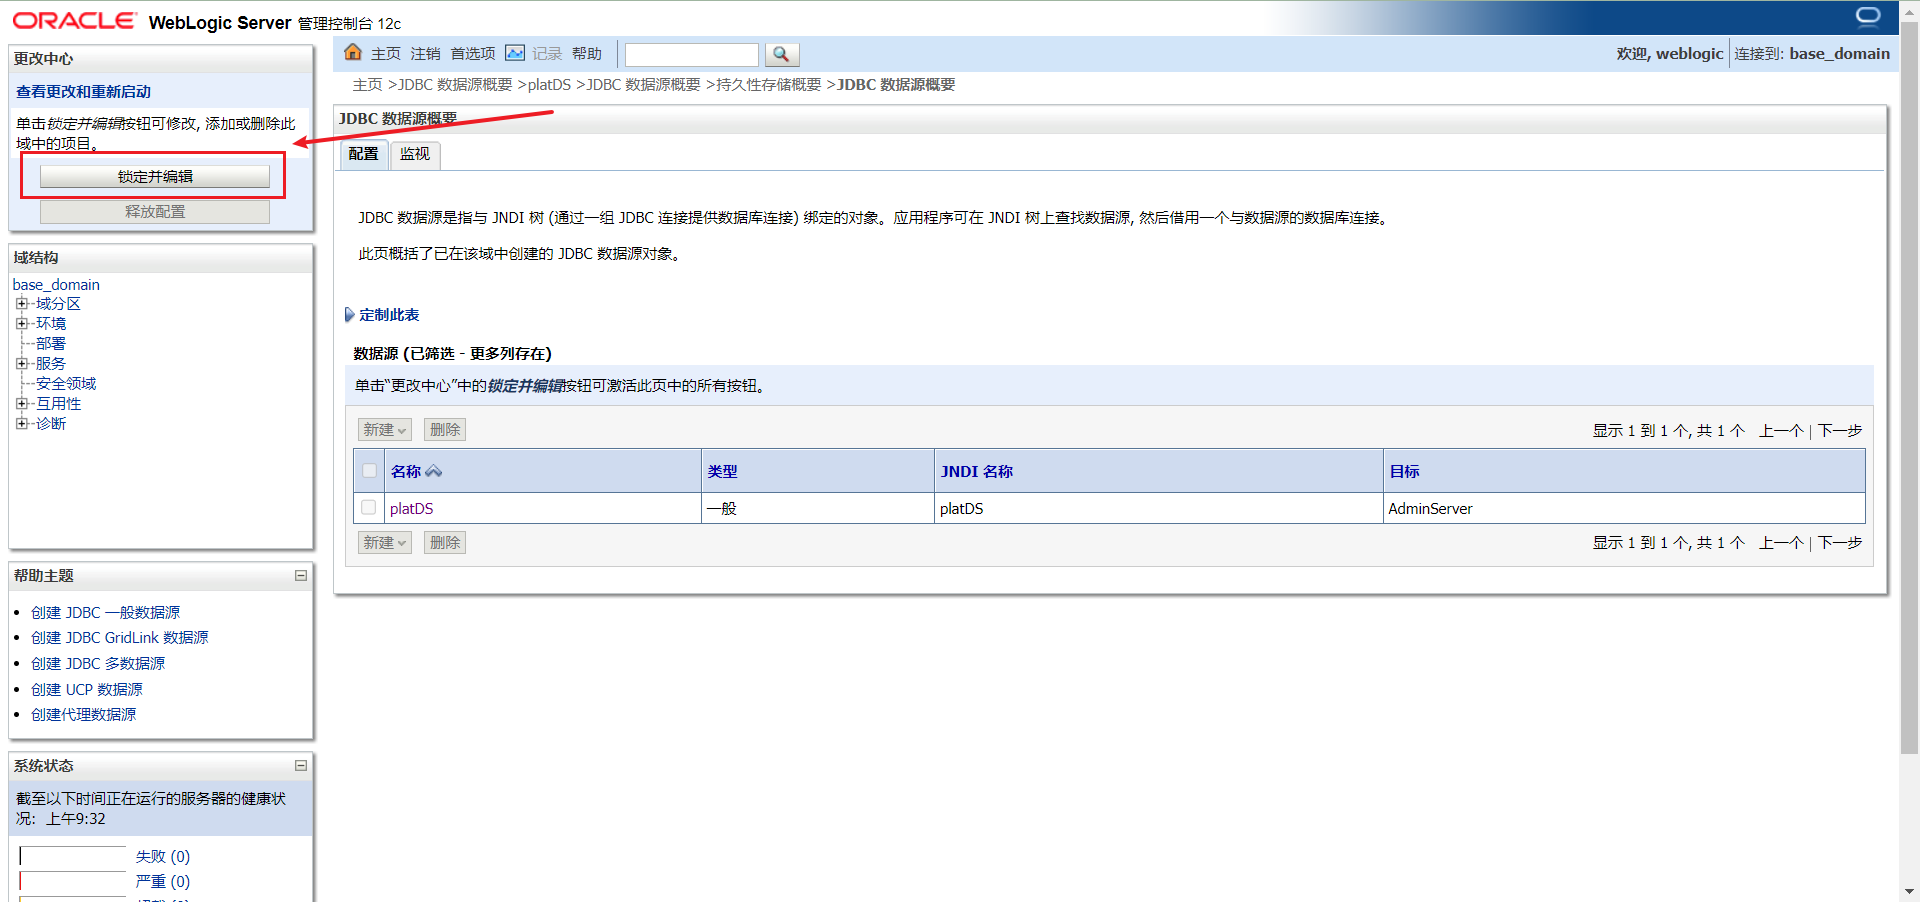 ORACLE WebLogic Server 管理控制台 12c
更改中心
查看更改和重新启动
单击锁定并编辑按钮可修改, 添加或删除此
域中的项目。
锁定并编辑
释放配置
域结构
base_domain
域分区
环境
部署
服务
安全领域
互用性
诊断
帮助主题
创建 JDBC 一般数据源
创建 JDBC GridLink 数据源
创建 JDBC 多数据源
创建 UCP 数据源
创建代理数据源
系统状态
截至以下时间正在运行的服务器的健康状
况: 上午9:32
失败 (0)
严重 (0)
主页 注销 首选项 记录 帮助
欢迎, weblogic 连接到: base_domain
主页 >JDBC 数据源概要 >platDS >JDBC 数据源概要 >持久性存储概要 >JDBC 数据源概要
JDBC 数据源概要
配置 监视
JDBC 数据源是指与 JNDI 树 (通过一组 JDBC 连接提供数据库连接) 绑定的对象。应用程序可在 JNDI 树上查找数据源, 然后借用一个与数据源的数据库连接。
此页概括了已在该域中创建的 JDBC 数据源对象。
定制此表
数据源 (已筛选 - 更多列存在)
单击“更改中心”中的锁定并编辑按钮可激活此页中的所有按钮。
新建 删除 显示 1 到 1 个, 共 1 个 上一个 | 下一步
名称 类型 JNDI 名称 目标
platDS 一般 platDS AdminServer
新建 删除 显示 1 到 1 个, 共 1 个 上一个 | 下一步